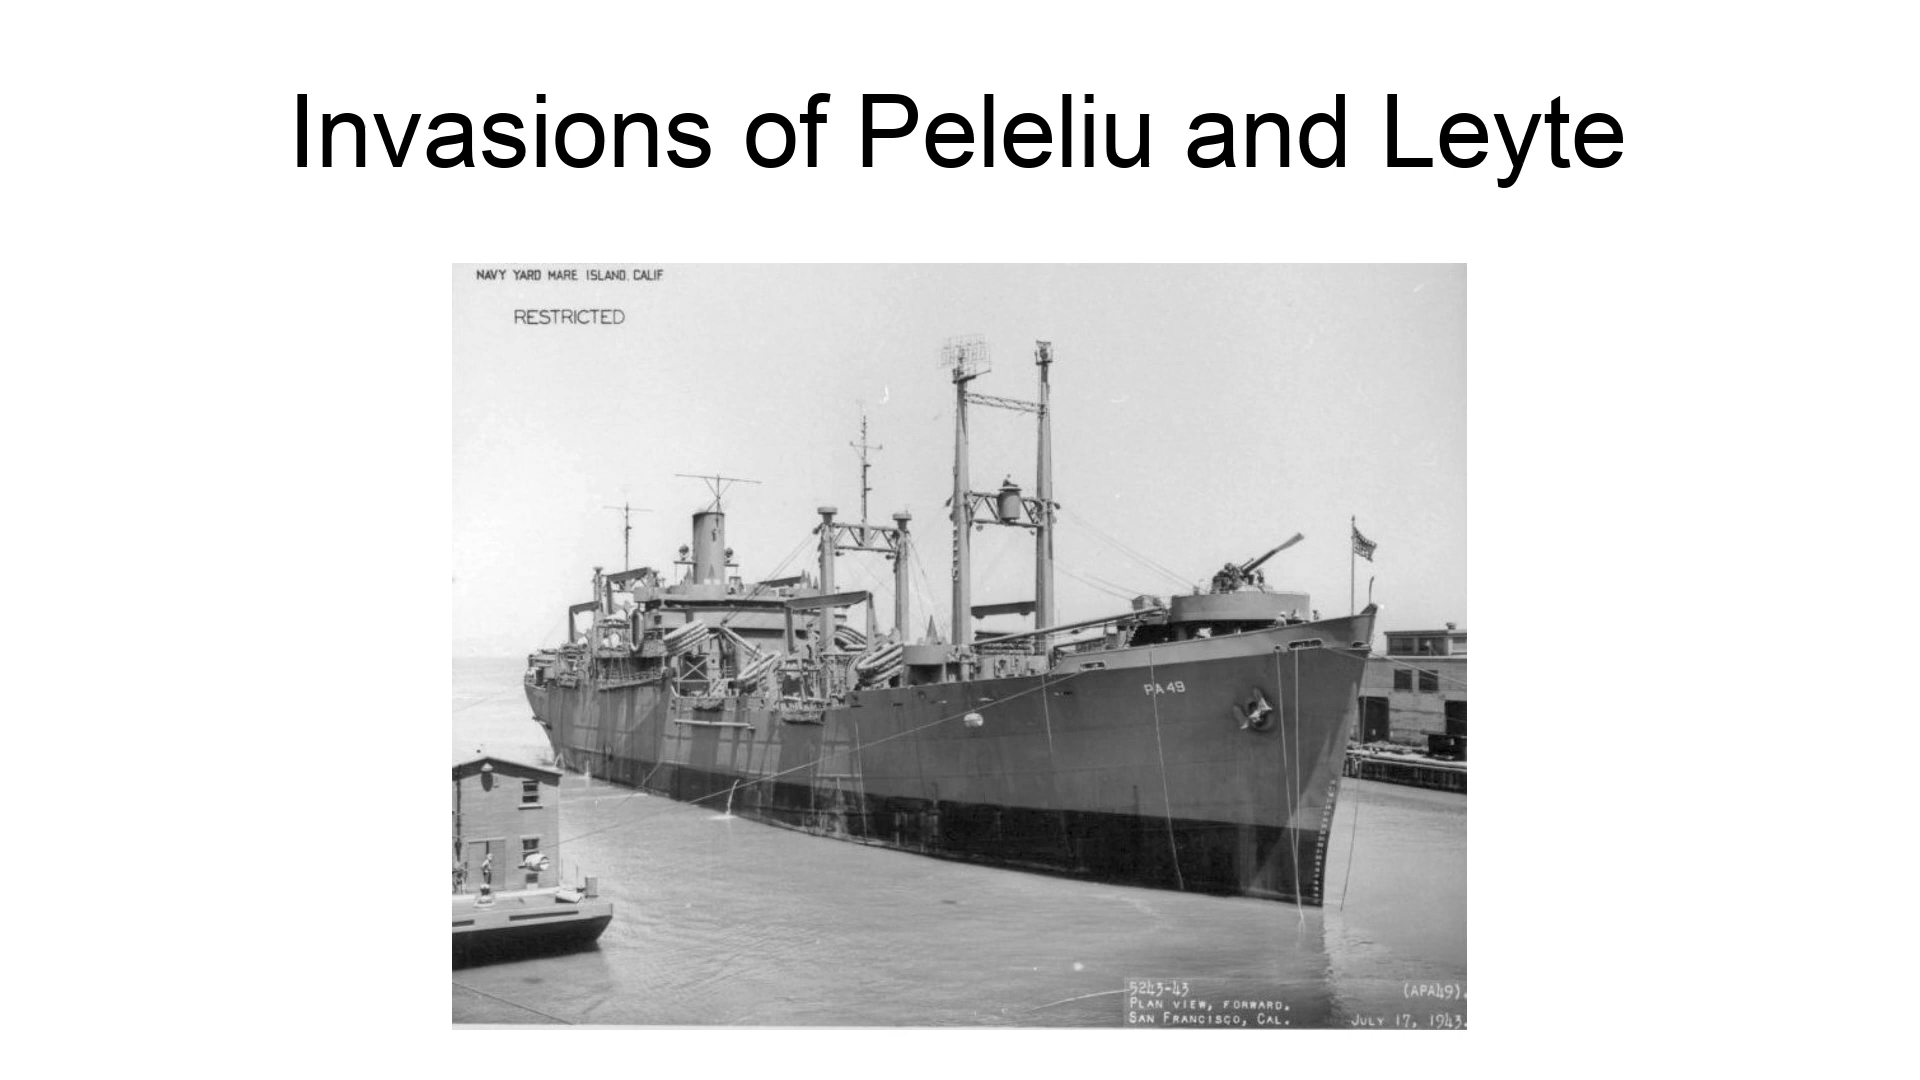 Invasions of Peleliu and Leyte
NAVY YARD MARE ISLAND, CALIF
RESTRICTED
PA 49
5243-43
PLAN VIEW, FORWARD.
SAN FRANCISCO, CAL.
(APA49).
JULY 17, 1943.